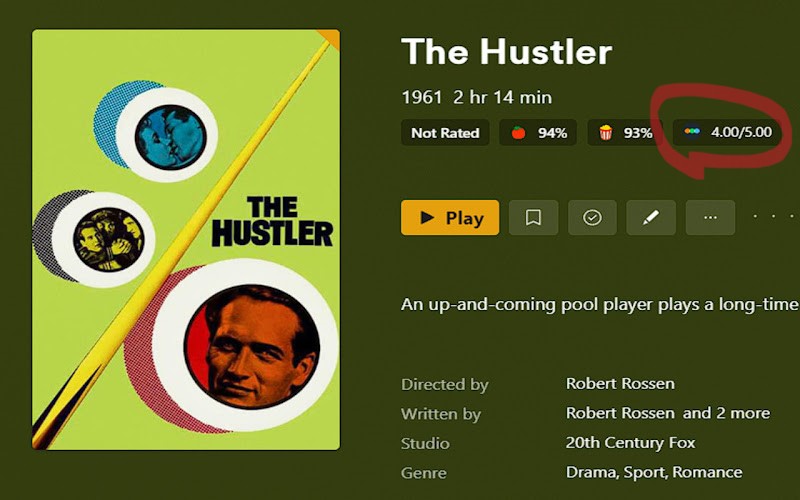 The Hustler
1961 2 hr 14 min
Not Rated 94% 93% 4.00/5.00
THE
HUSTLER
Play
An up-and-coming pool player plays a long-time
Directed by Robert Rossen
Written by Robert Rossen and 2 more
Studio 20th Century Fox
Genre Drama, Sport, Romance